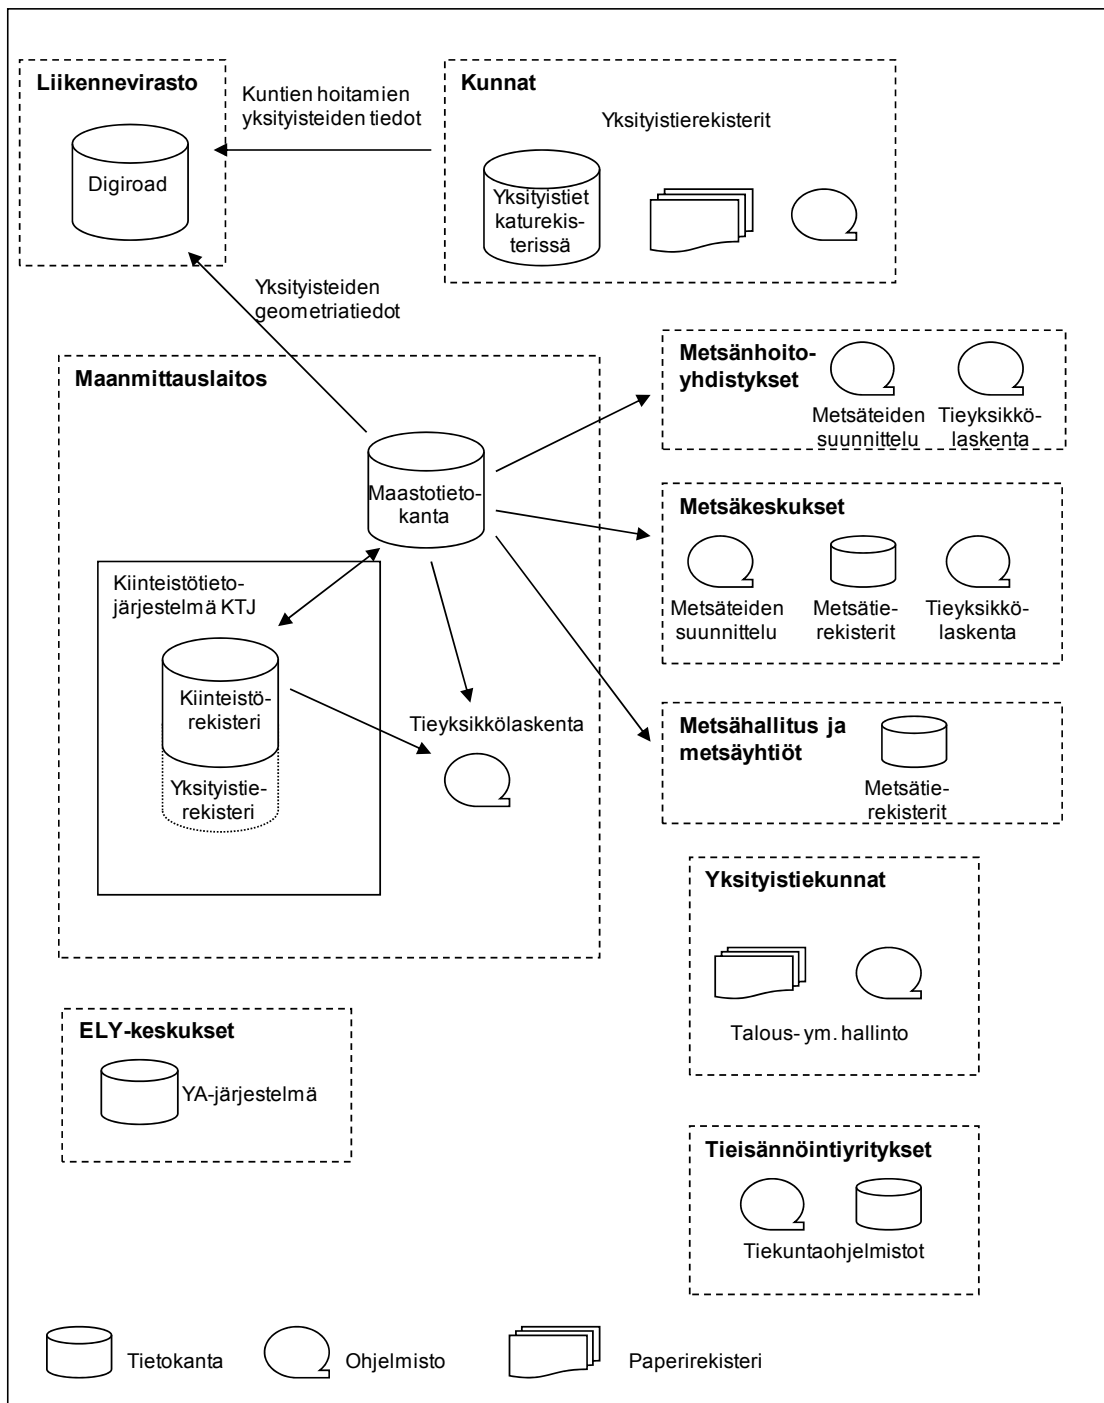 Liikennevirasto
Digiroad
Kuntien hoitamien
yksityisteiden tiedot
Kunnat
Yksityistierekisterit
Yksityistiet
katurekis-
terissä
Yksityisteiden
geometriatiedot
Maanmittauslaitos
Maastotieto-
kanta
Kiinteistötieto-
järjestelmä KTJ
Kiinteistö-
rekisteri
Yksityistie-
rekisteri
Tieyksikkölaskenta
Metsänhoito-
yhdistykset
Metsäteiden
suunnittelu
Tieyksikkö-
laskenta
Metsäkeskukset
Metsäteiden
suunnittelu
Metsätie-
rekisterit
Tieyksikkö-
laskenta
Metsähallitus ja
metsäyhtiöt
Metsätie-
rekisterit
Yksityistiekunnat
Talous- ym. hallinto
ELY-keskukset
YA-järjestelmä
Tieisännöintiyritykset
Tiekuntaohjelmistot
Tietokanta
Ohjelmisto
Paperirekisteri